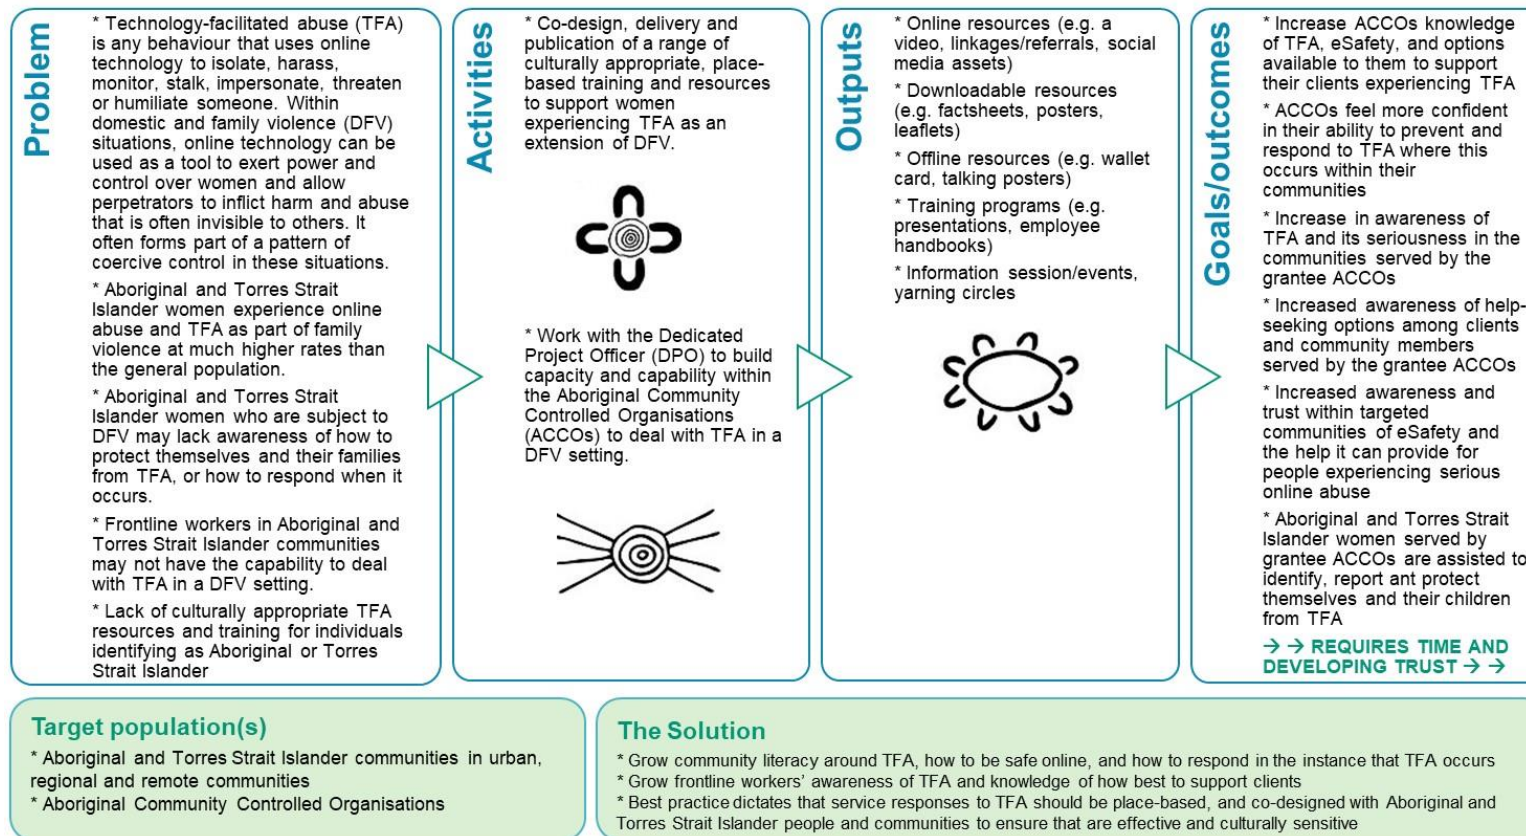 Problem
* Technology-facilitated abuse (TFA)
is any behaviour that uses online
technology to isolate, harass,
monitor, stalk, impersonate, threaten
or humiliate someone. Within
domestic and family violence (DFV)
situations, online technology can be
used as a tool to exert power and
control over women and allow
perpetrators to inflict harm and abuse
that is often invisible to others. It
often forms part of a pattern of
coercive control in these situations.
* Aboriginal and Torres Strait
Islander women experience online
abuse and TFA as part of family
violence at much higher rates than
the general population.
* Aboriginal and Torres Strait
Islander women who are subject to
DFV may lack awareness of how to
protect themselves and their families
from TFA, or how to respond when it
occurs.
* Frontline workers in Aboriginal and
Torres Strait Islander communities
may not have the capability to deal
with TFA in a DFV setting.
* Lack of culturally appropriate TFA
resources and training for individuals
identifying as Aboriginal or Torres
Strait Islander
Activities
* Co-design, delivery and
publication of a range of
culturally appropriate, place-
based training and resources
to support women
experiencing TFA as an
extension of DFV.
* Work with the Dedicated
Project Officer (DPO) to build
capacity and capability within
the Aboriginal Community
Controlled Organisations
(ACCOs) to deal with TFA in a
DFV setting.
Outputs
* Online resources (e.g. a
video, linkages/referrals, social
media assets)
* Downloadable resources
(e.g. factsheets, posters,
leaflets)
* Offline resources (e.g. wallet
card, talking posters)
* Training programs (e.g.
presentations, employee
handbooks)
* Information session/events,
yarning circles
Goals/outcomes
* Increase ACCOs knowledge
of TFA, eSafety, and options
available to them to support
their clients experiencing TFA
* ACCOs feel more confident
in their ability to prevent and
respond to TFA where this
occurs within their
communities
* Increase in awareness of
TFA and its seriousness in the
communities served by the
grantee ACCOs
* Increased awareness of help-
seeking options among clients
and community members
served by the grantee ACCOs
* Increased awareness and
trust within targeted
communities of eSafety and
the help it can provide for
people experiencing serious
online abuse
* Aboriginal and Torres Strait
Islander women served by
grantee ACCOs are assisted to
identify, report ant protect
themselves and their children
from TFA
→ → REQUIRES TIME AND
DEVELOPING TRUST → →
Target population(s)
* Aboriginal and Torres Strait Islander communities in urban,
regional and remote communities
* Aboriginal Community Controlled Organisations
The Solution
* Grow community literacy around TFA, how to be safe online, and how to respond in the instance that TFA occurs
* Grow frontline workers' awareness of TFA and knowledge of how best to support clients
* Best practice dictates that service responses to TFA should be place-based, and co-designed with Aboriginal and
Torres Strait Islander people and communities to ensure that are effective and culturally sensitive